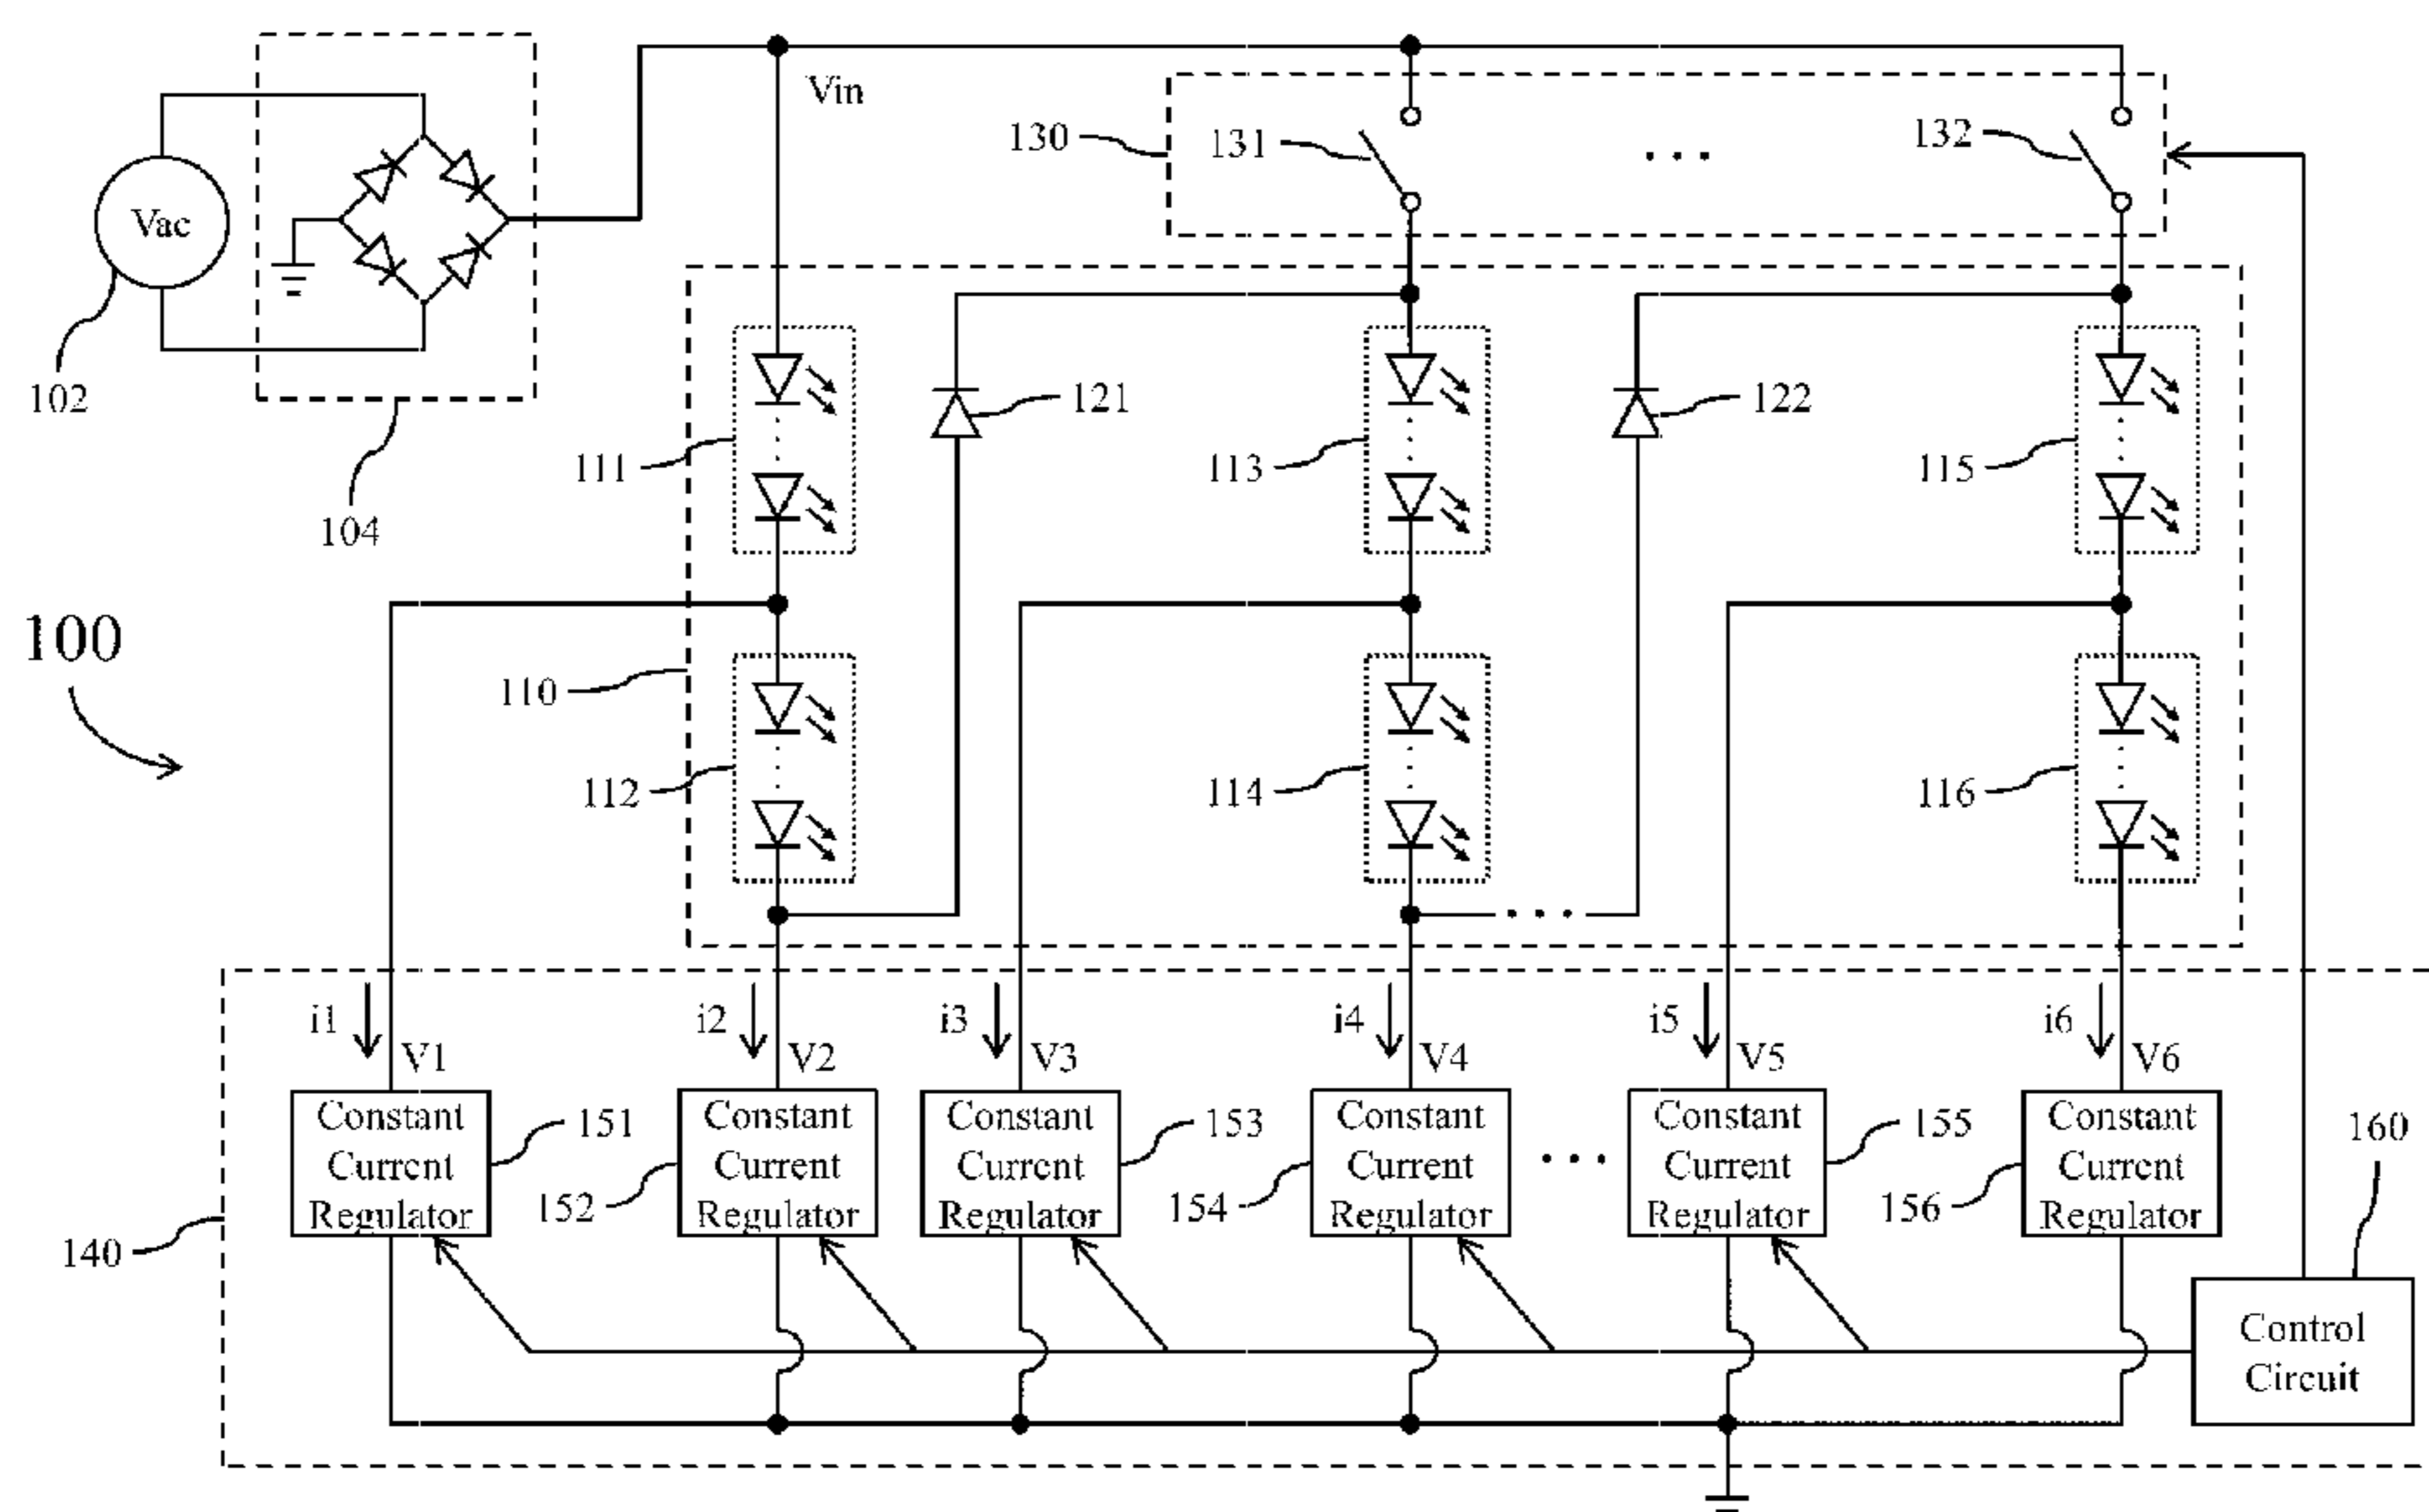 Vin
130
131
132
Vac
102
104
121
122
111
113
115
100
110
112
114
116
i1
i2
i3
i4
i5
i6
V1
V2
V3
V4
V5
V6
Constant
Current
Regulator
151
Constant
Current
Regulator
152
Constant
Current
Regulator
153
Constant
Current
Regulator
154
Constant
Current
Regulator
155
Constant
Current
Regulator
156
160
140
Control
Circuit